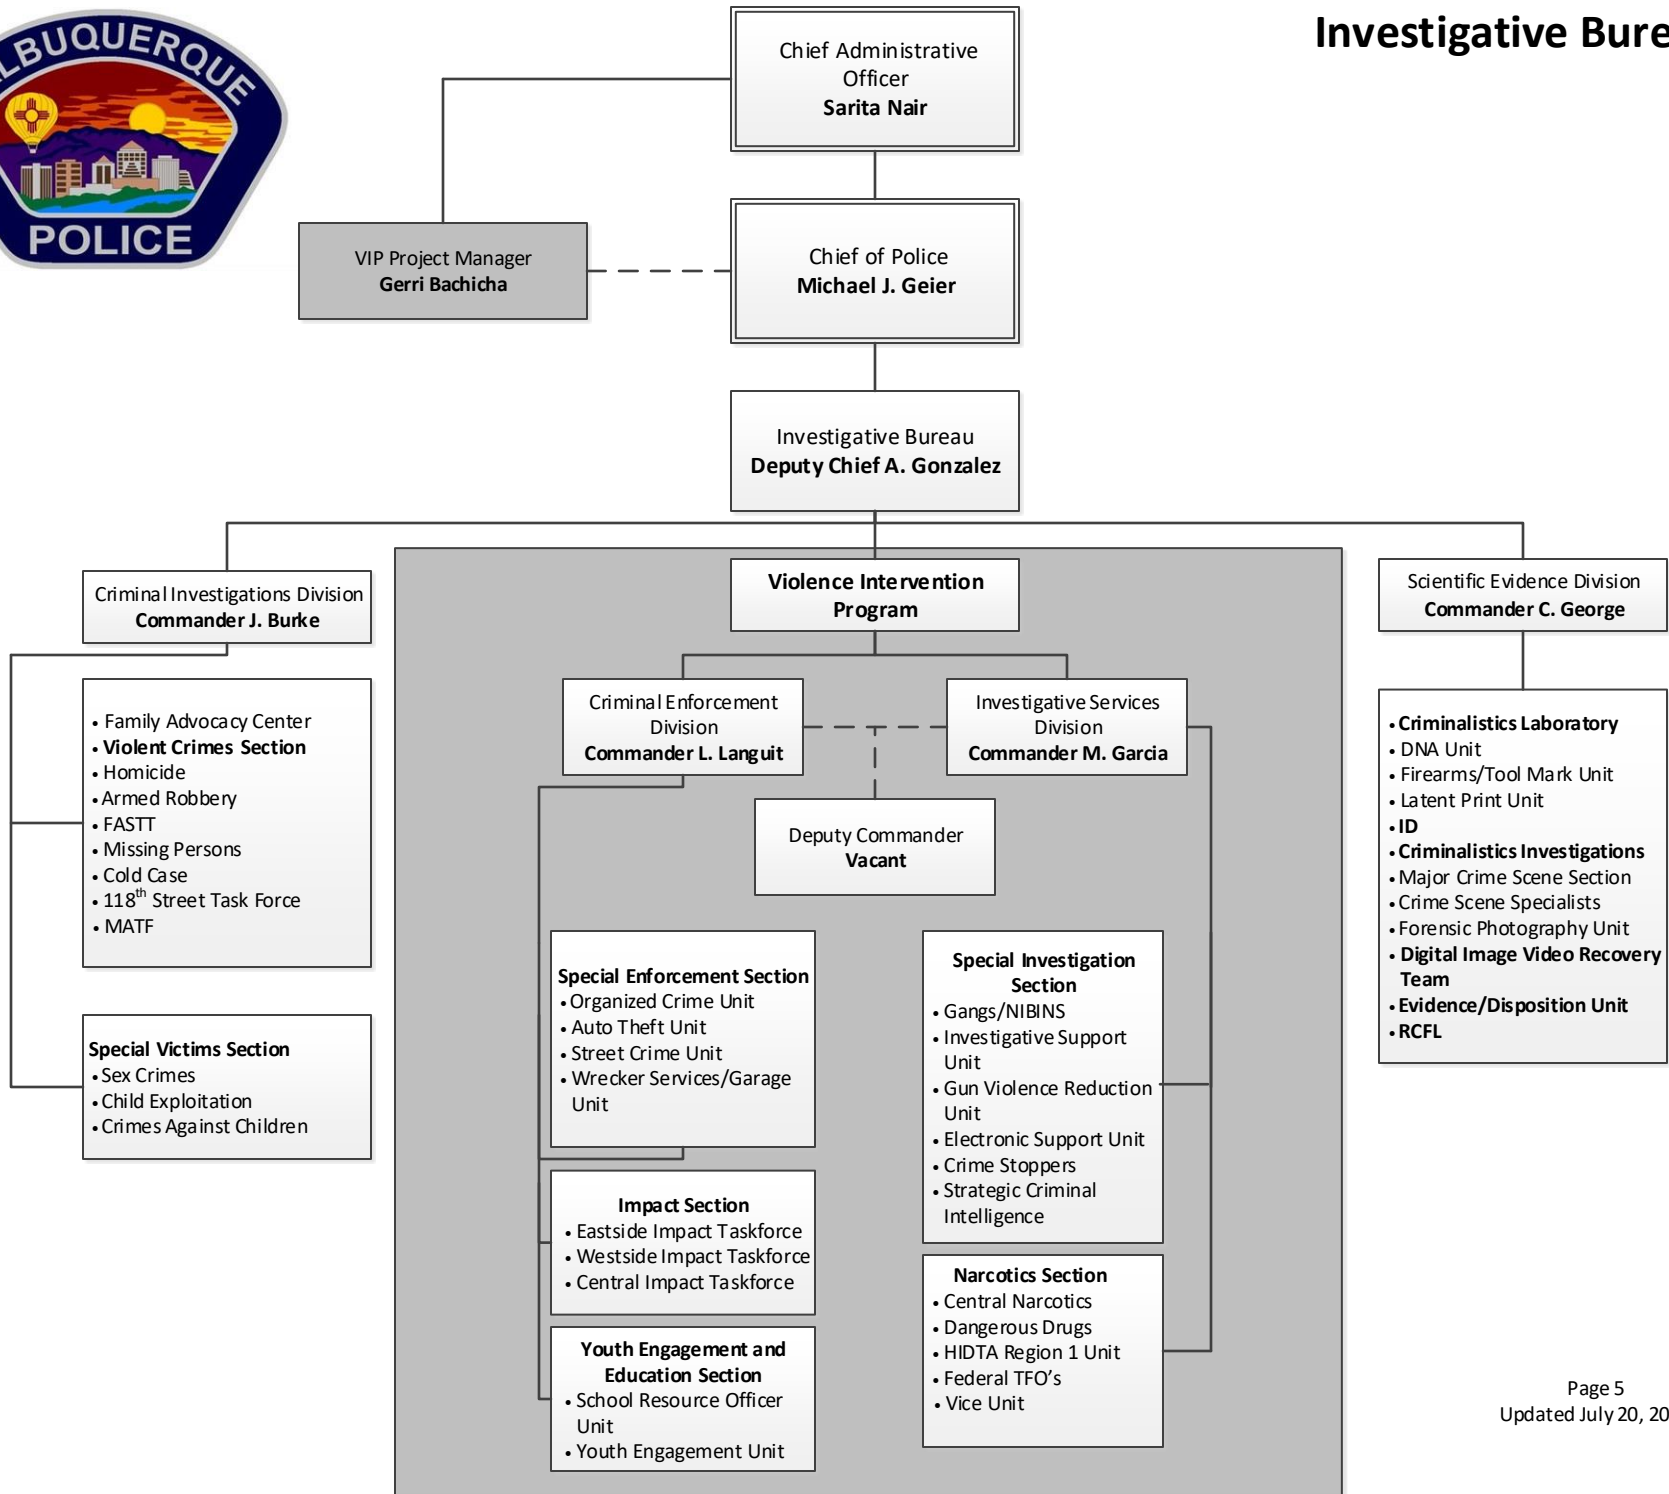 POLICE
Investigative
Chief Administrative
Officer
Sarita Nair
VIP Project Manager
Gerri Bachicha
Chief of Police
Michael J. Geier
Investigative Bureau
Deputy Chief A. Gonzalez
Criminal Investigations Division
Commander J. Burke
• Family Advocacy Center
• Violent Crimes Section
• Homicide
• Armed Robbery
• FASTT
• Missing Persons
• Cold Case
• 118th Street Task Force
• MATF
Special Victims Section
• Sex Crimes
• Child Exploitation
• Crimes Against Children
Violence Intervention
Program
Criminal Enforcement
Division
Commander L. Languit
Investigative Services
Division
Commander M. Garcia
Deputy Commander
Vacant
Special Enforcement Section
• Organized Crime Unit
• Auto Theft Unit
• Street Crime Unit
• Wrecker Services/Garage
Unit
Impact Section
• Eastside Impact Taskforce
• Westside Impact Taskforce
• Central Impact Taskforce
Youth Engagement and
Education Section
• School Resource Officer
Unit
• Youth Engagement Unit
Special Investigation
Section
• Gangs/NIBINS
• Investigative Support
Unit
• Gun Violence Reduction
Unit
• Electronic Support Unit
• Crime Stoppers
• Strategic Criminal
Intelligence
Narcotics Section
• Central Narcotics
• Dangerous Drugs
• HIDTA Region 1 Unit
• Federal TFO's
• Vice Unit
Scientific Evidence Division
Commander C. George
• Criminalistics Laboratory
• DNA Unit
• Firearms/Tool Mark Unit
• Latent Print Unit
• ID
• Criminalistics Investigations
• Major Crime Scene Section
• Crime Scene Specialists
• Forensic Photography Unit
• Digital Image Video Recovery
Team
• Evidence/Disposition Unit
• RCFL
Page 5
Updated July 20,